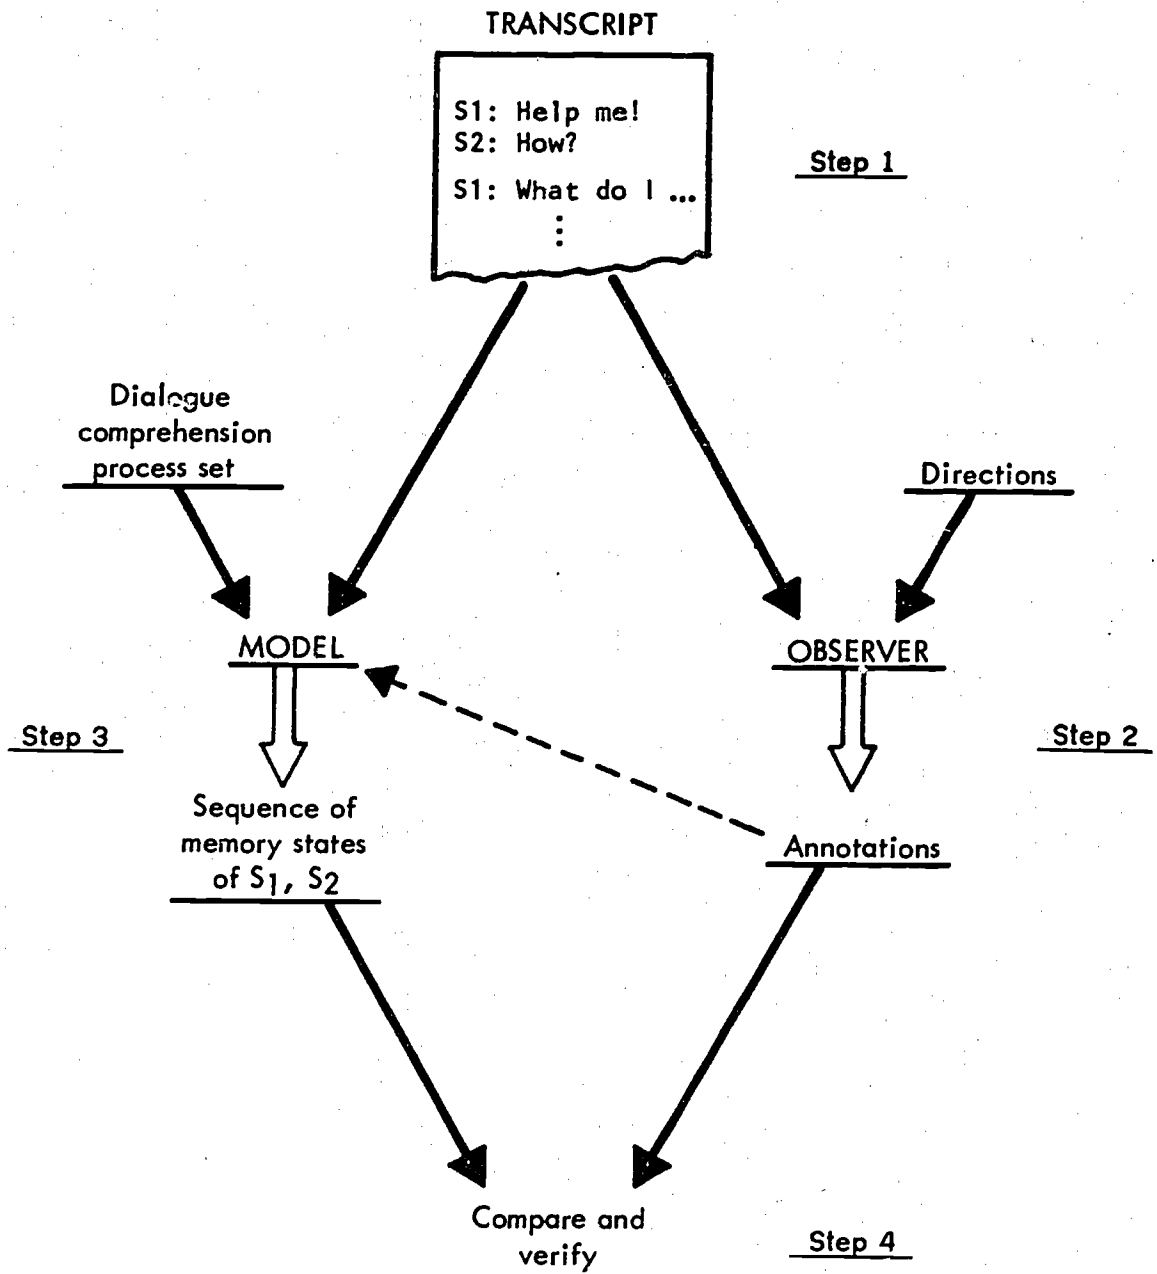 TRANSCRIPT
S1: Help me!
S2: How?
S1: What do I ...
⋮
Step 1
Dialogue
comprehension
process set
Directions
MODEL
OBSERVER
Step 3
Step 2
Sequence of
memory states
of S1, S2
Annotations
Compare and
verify
Step 4